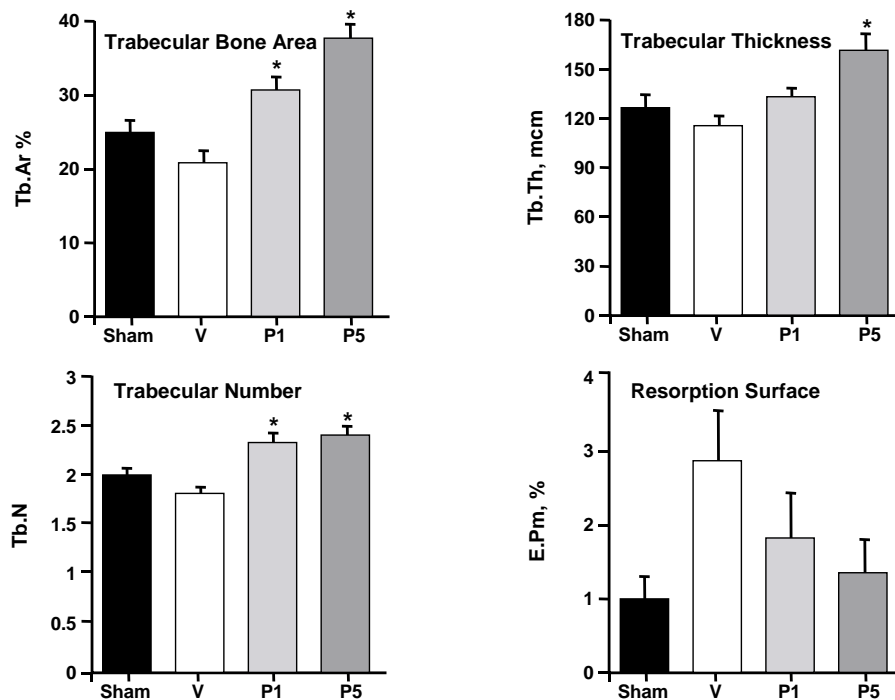 Trabecular Bone Area
Tb.Ar %
40
30
20
10
0
*
*
Sham V P1 P5
Trabecular Thickness
Tb.Th, mcm
180
150
120
90
60
30
0
*
Sham V P1 P5
Trabecular Number
Tb.N
3
2.5
2
1.5
1
0.5
0
*
*
Sham V P1 P5
Resorption Surface
E.Pm, %
4
3
2
1
0
Sham V P1 P5